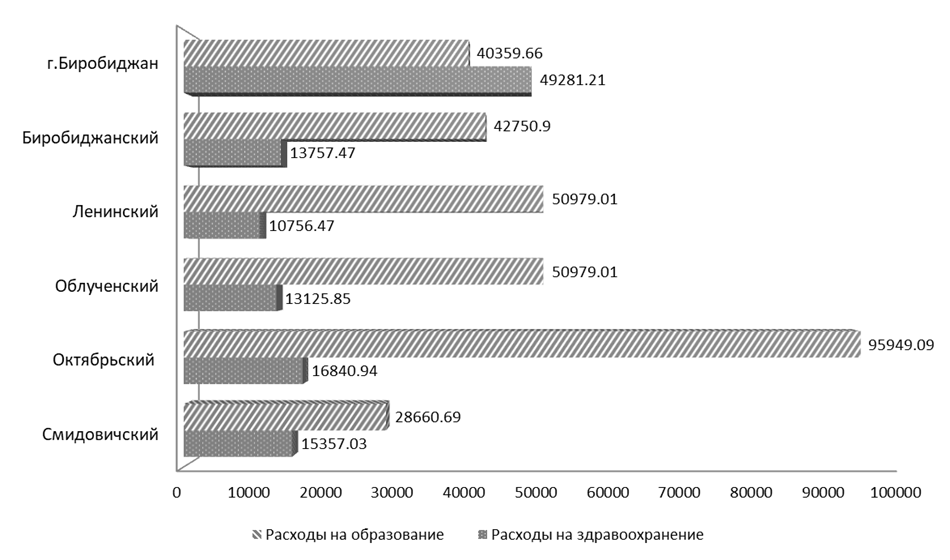 г.Биробиджан
40359.66
49281.21
Биробиджанский
42750.9
13757.47
Ленинский
50979.01
10756.47
Облученский
50979.01
13125.85
Октябрьский
95949.09
16840.94
Смидовичский
28660.69
15357.03
0 10000 20000 30000 40000 50000 60000 70000 80000 90000 100000
Расходы на образование Расходы на здравоохранение